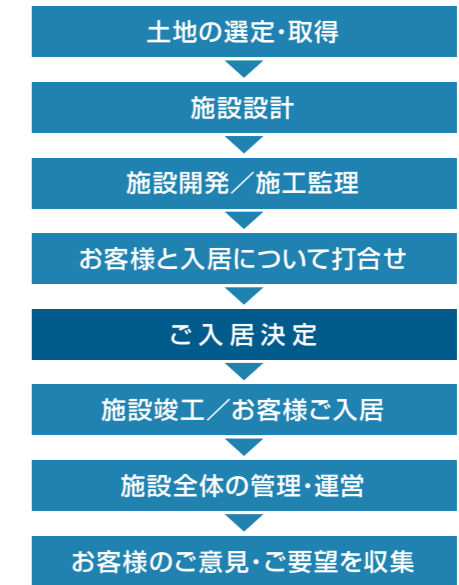 土地の選定・取得
施設設計
施設開発／施工監理
お客様と入居について打合せ
ご入居決定
施設竣工／お客様ご入居
施設全体の管理・運営
お客様のご意見・ご要望を収集